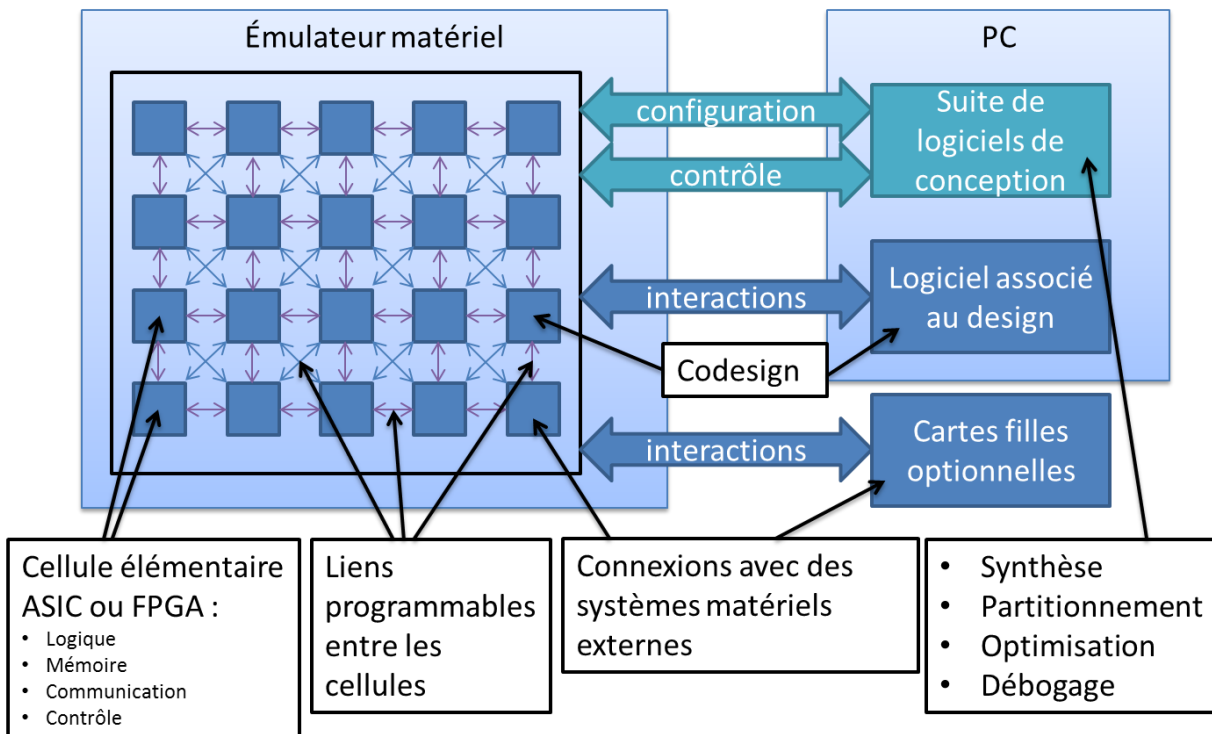 Émulateur matériel
PC
configuration
contrôle
Suite de
logiciels de
conception
interactions
Logiciel associé
au design
Codesign
interactions
Cartes filles
optionnelles
Cellule élémentaire
ASIC ou FPGA :
• Logique
• Mémoire
• Communication
• Contrôle
Liens
programmables
entre les
cellules
Connexions avec des
systèmes matériels
externes
• Synthèse
• Partitionnement
• Optimisation
• Débogage